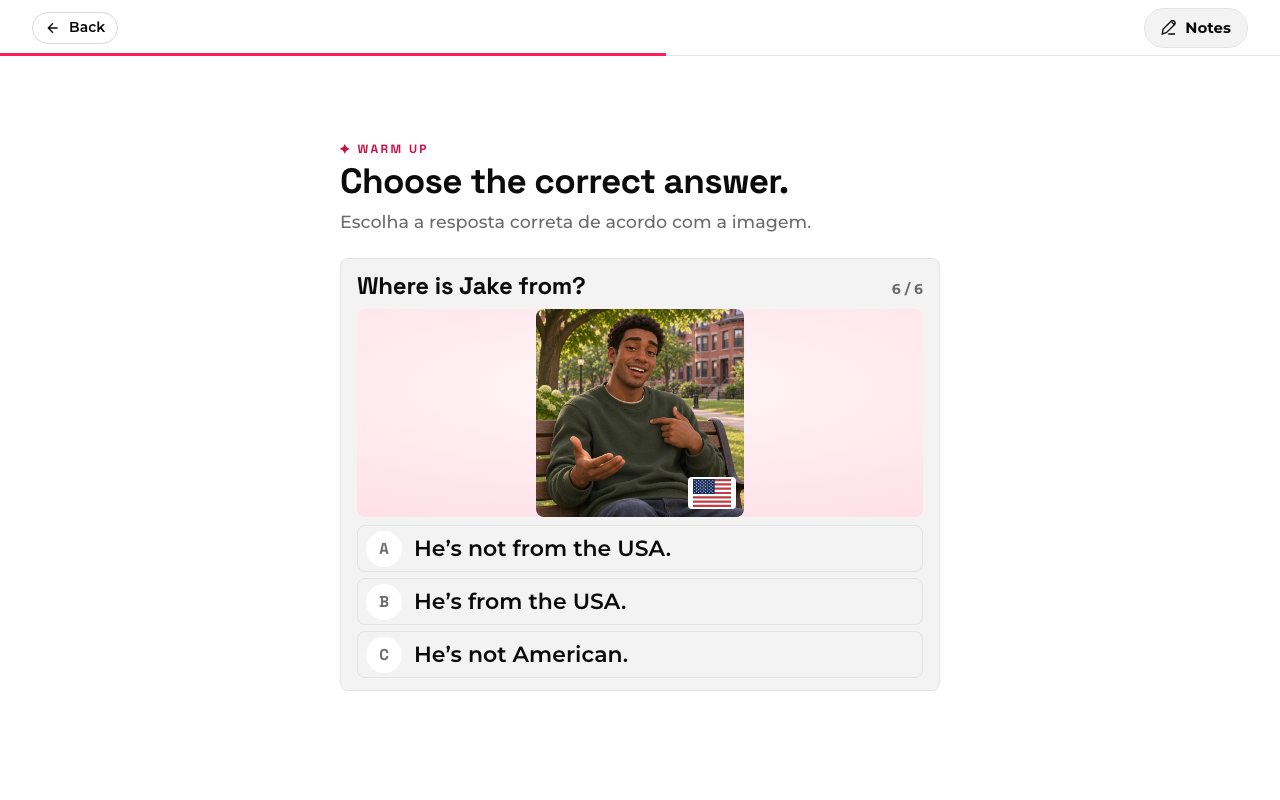 Back
Notes
WARM UP
Choose the correct answer.
Escolha a resposta correta de acordo com a imagem.
Where is Jake from?
6 / 6
A
He’s not from the USA.
B
He’s from the USA.
C
He’s not American.